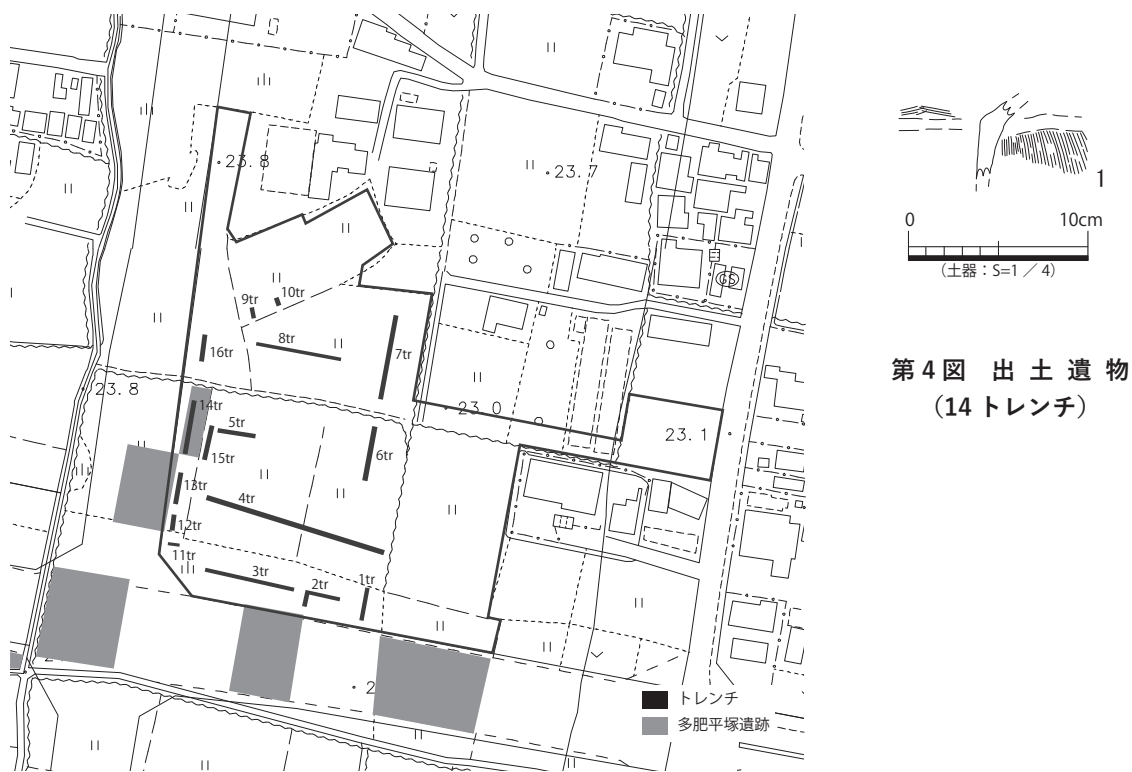 23.8
23.7
GS
9tr
10tr
8tr
16tr
7tr
23.8
23.0
23.1
14tr
5tr
15tr
6tr
13tr
4tr
12tr
11tr
3tr
2tr
1tr
トレンチ
多肥平塚遺跡
1
0 10cm
(土器:S=1/4)
第4図 出土遺物
(14トレンチ)